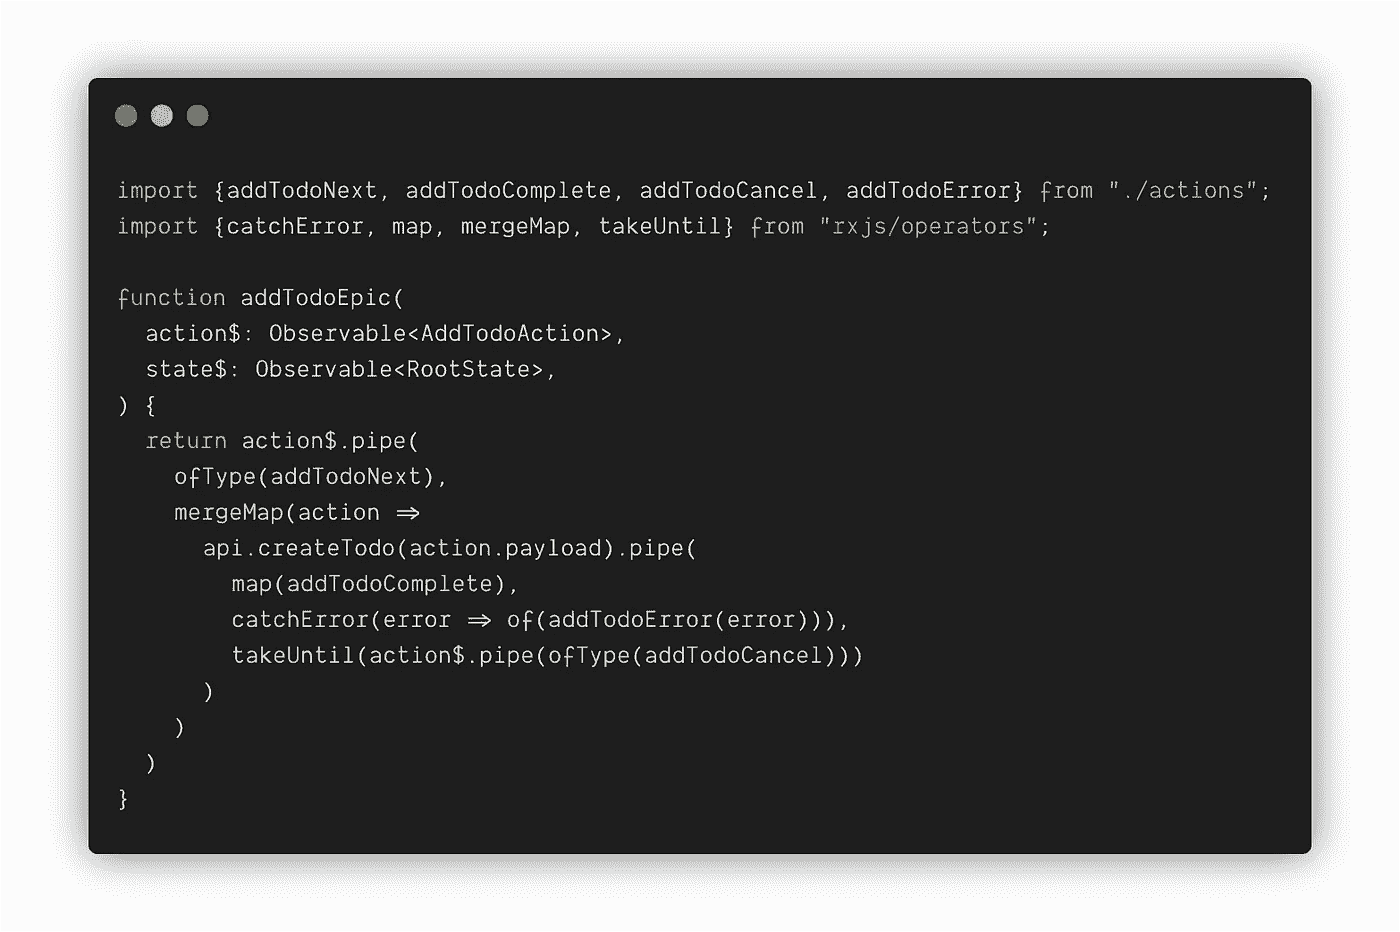 import {addTodoNext, addTodoComplete, addTodoCancel, addTodoError} from "./actions";
import {catchError, map, mergeMap, takeUntil} from "rxjs/operators";

function addTodoEpic(
  action$: Observable<AddTodoAction>,
  state$: Observable<RootState>,
) {
  return action$.pipe(
    ofType(addTodoNext),
    mergeMap(action =>
      api.createTodo(action.payload).pipe(
        map(addTodoComplete),
        catchError(error => of(addTodoError(error))),
        takeUntil(action$.pipe(ofType(addTodoCancel)))
      )
    )
  )
}